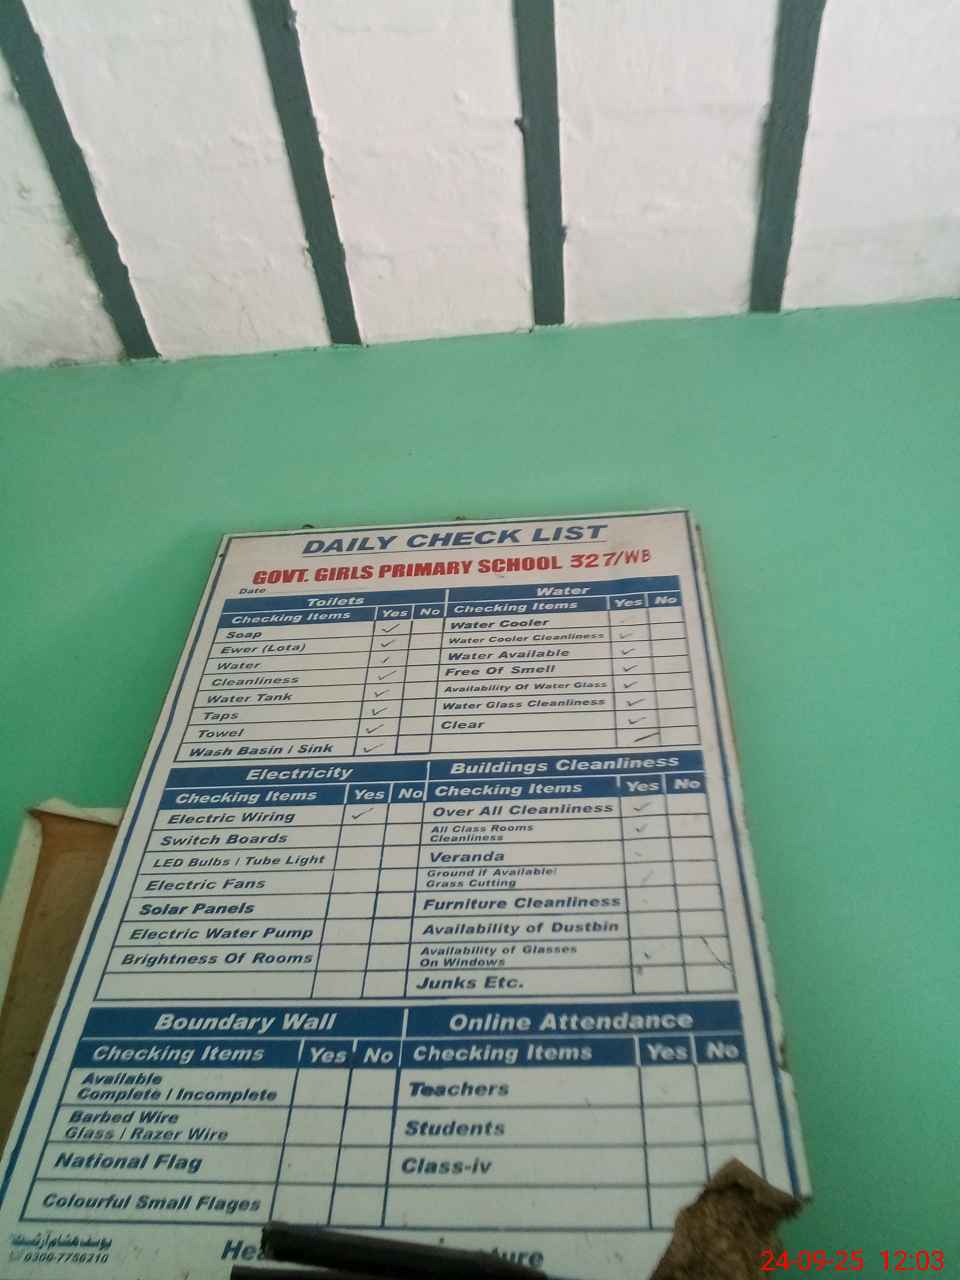 DAILY CHECK LIST
GOVT. GIRLS PRIMARY SCHOOL 327/WB
Date
Toilets
Checking Items Yes No
Soap
Ewer (Lota)
Water
Cleanliness
Water Tank
Taps
Towel
Wash Basin / Sink
Water
Checking Items Yes No
Water Cooler
Water Cooler Cleanliness
Water Available
Free Of Smell
Availability Of Water Glass
Water Glass Cleanliness
Clear
Electricity
Checking Items Yes No
Electric Wiring
Switch Boards
LED Bulbs / Tube Light
Electric Fans
Solar Panels
Electric Water Pump
Brightness Of Rooms
Buildings Cleanliness
Checking Items Yes No
Over All Cleanliness
All Class Rooms
Cleanliness
Veranda
Ground if Available/
Grass Cutting
Furniture Cleanliness
Availability of Dustbin
Availability of Glasses
On Windows
Junks Etc.
Boundary Wall
Checking Items Yes No
Available
Complete / Incomplete
Barbed Wire
Glass / Razer Wire
National Flag
Colourful Small Flages
Online Attendance
Checking Items Yes No
Teachers
Students
Class-iv
یوسف ہشام آرٹسٹ
0300-7756210
24-09-25 12:03